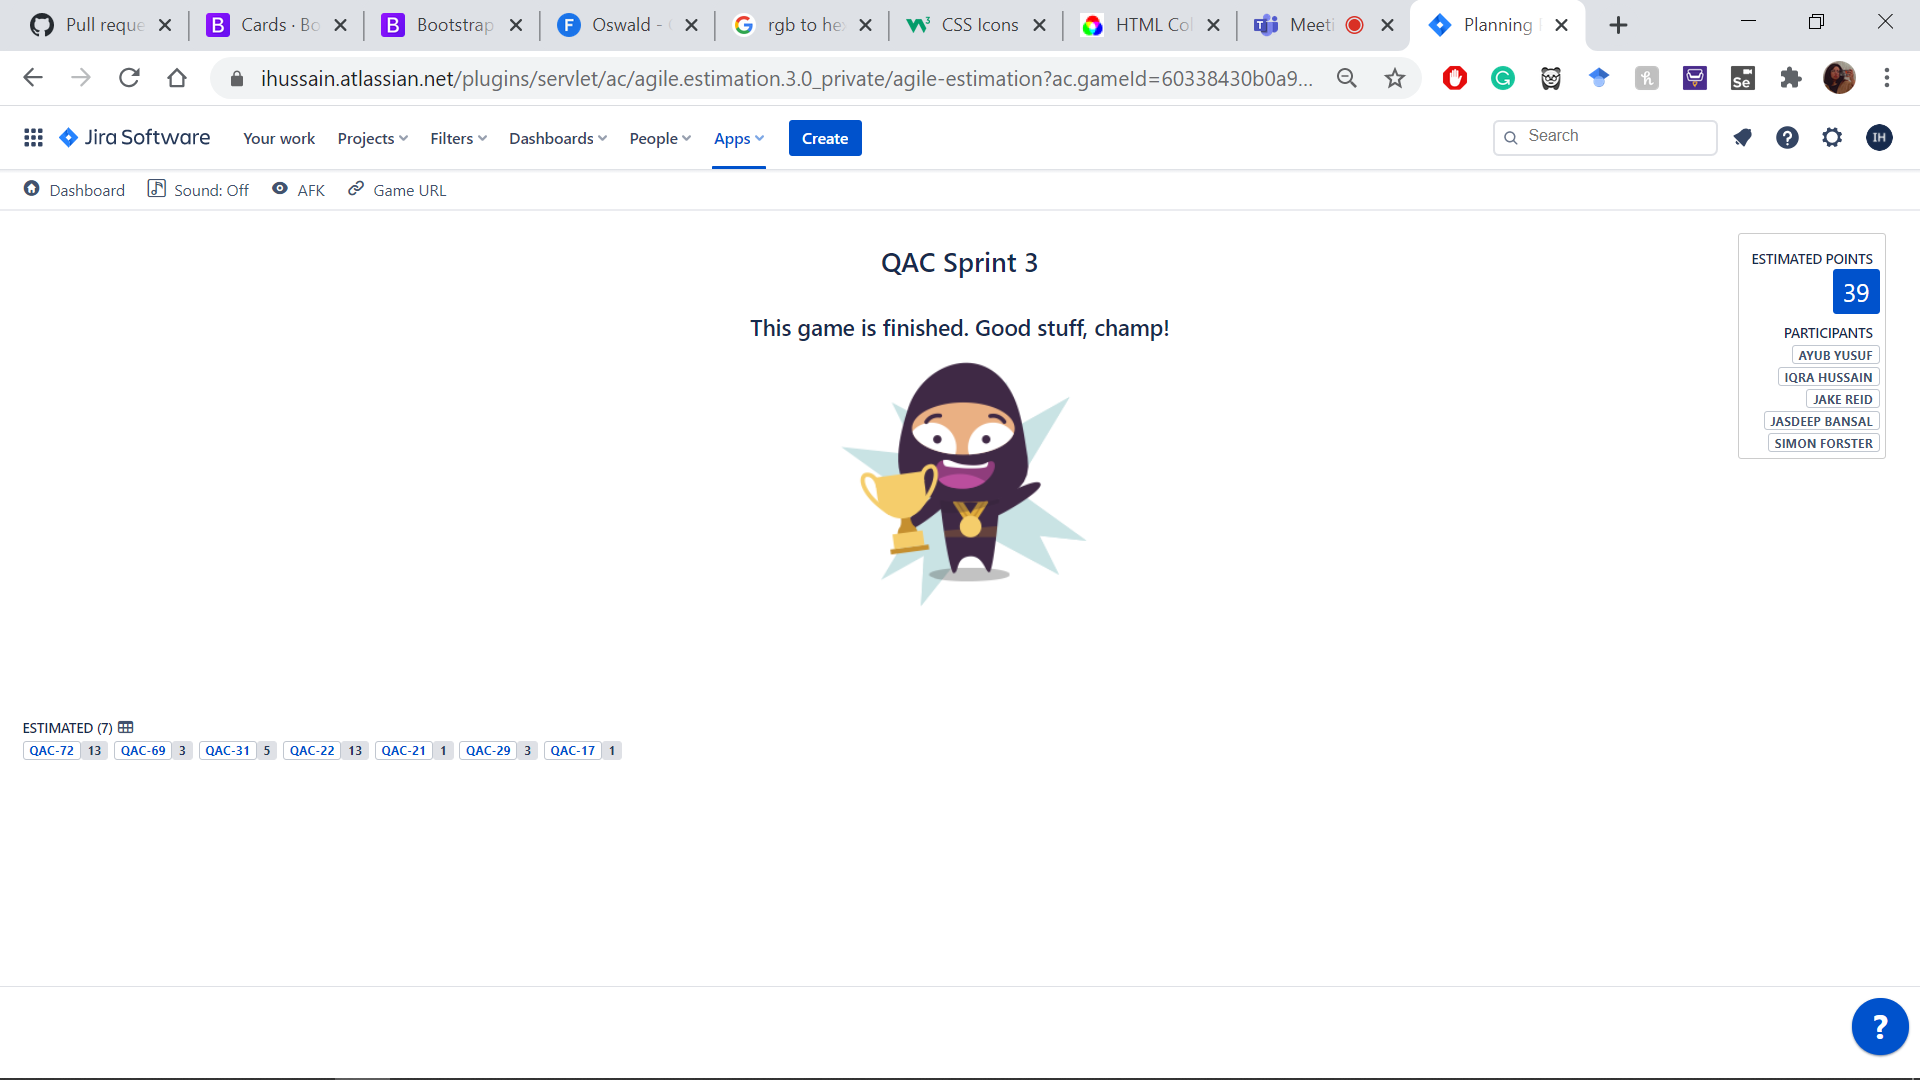 Pull reque
Cards · Bo
Bootstrap
Oswald -
rgb to he
CSS Icons
HTML Col
Meeti
Planning
ihussain.atlassian.net/plugins/servlet/ac/agile.estimation.3.0_private/agile-estimation?ac.gameId=60338430b0a9...
Jira Software
Your work
Projects
Filters
Dashboards
People
Apps
Create
Search
IH
Dashboard
Sound: Off
AFK
Game URL
QAC Sprint 3
This game is finished. Good stuff, champ!
ESTIMATED POINTS
39
PARTICIPANTS
AYUB YUSUF
IQRA HUSSAIN
JAKE REID
JASDEEP BANSAL
SIMON FORSTER
ESTIMATED (7)
QAC-72 13 QAC-69 3 QAC-31 5 QAC-22 13 QAC-21 1 QAC-29 3 QAC-17 1
?